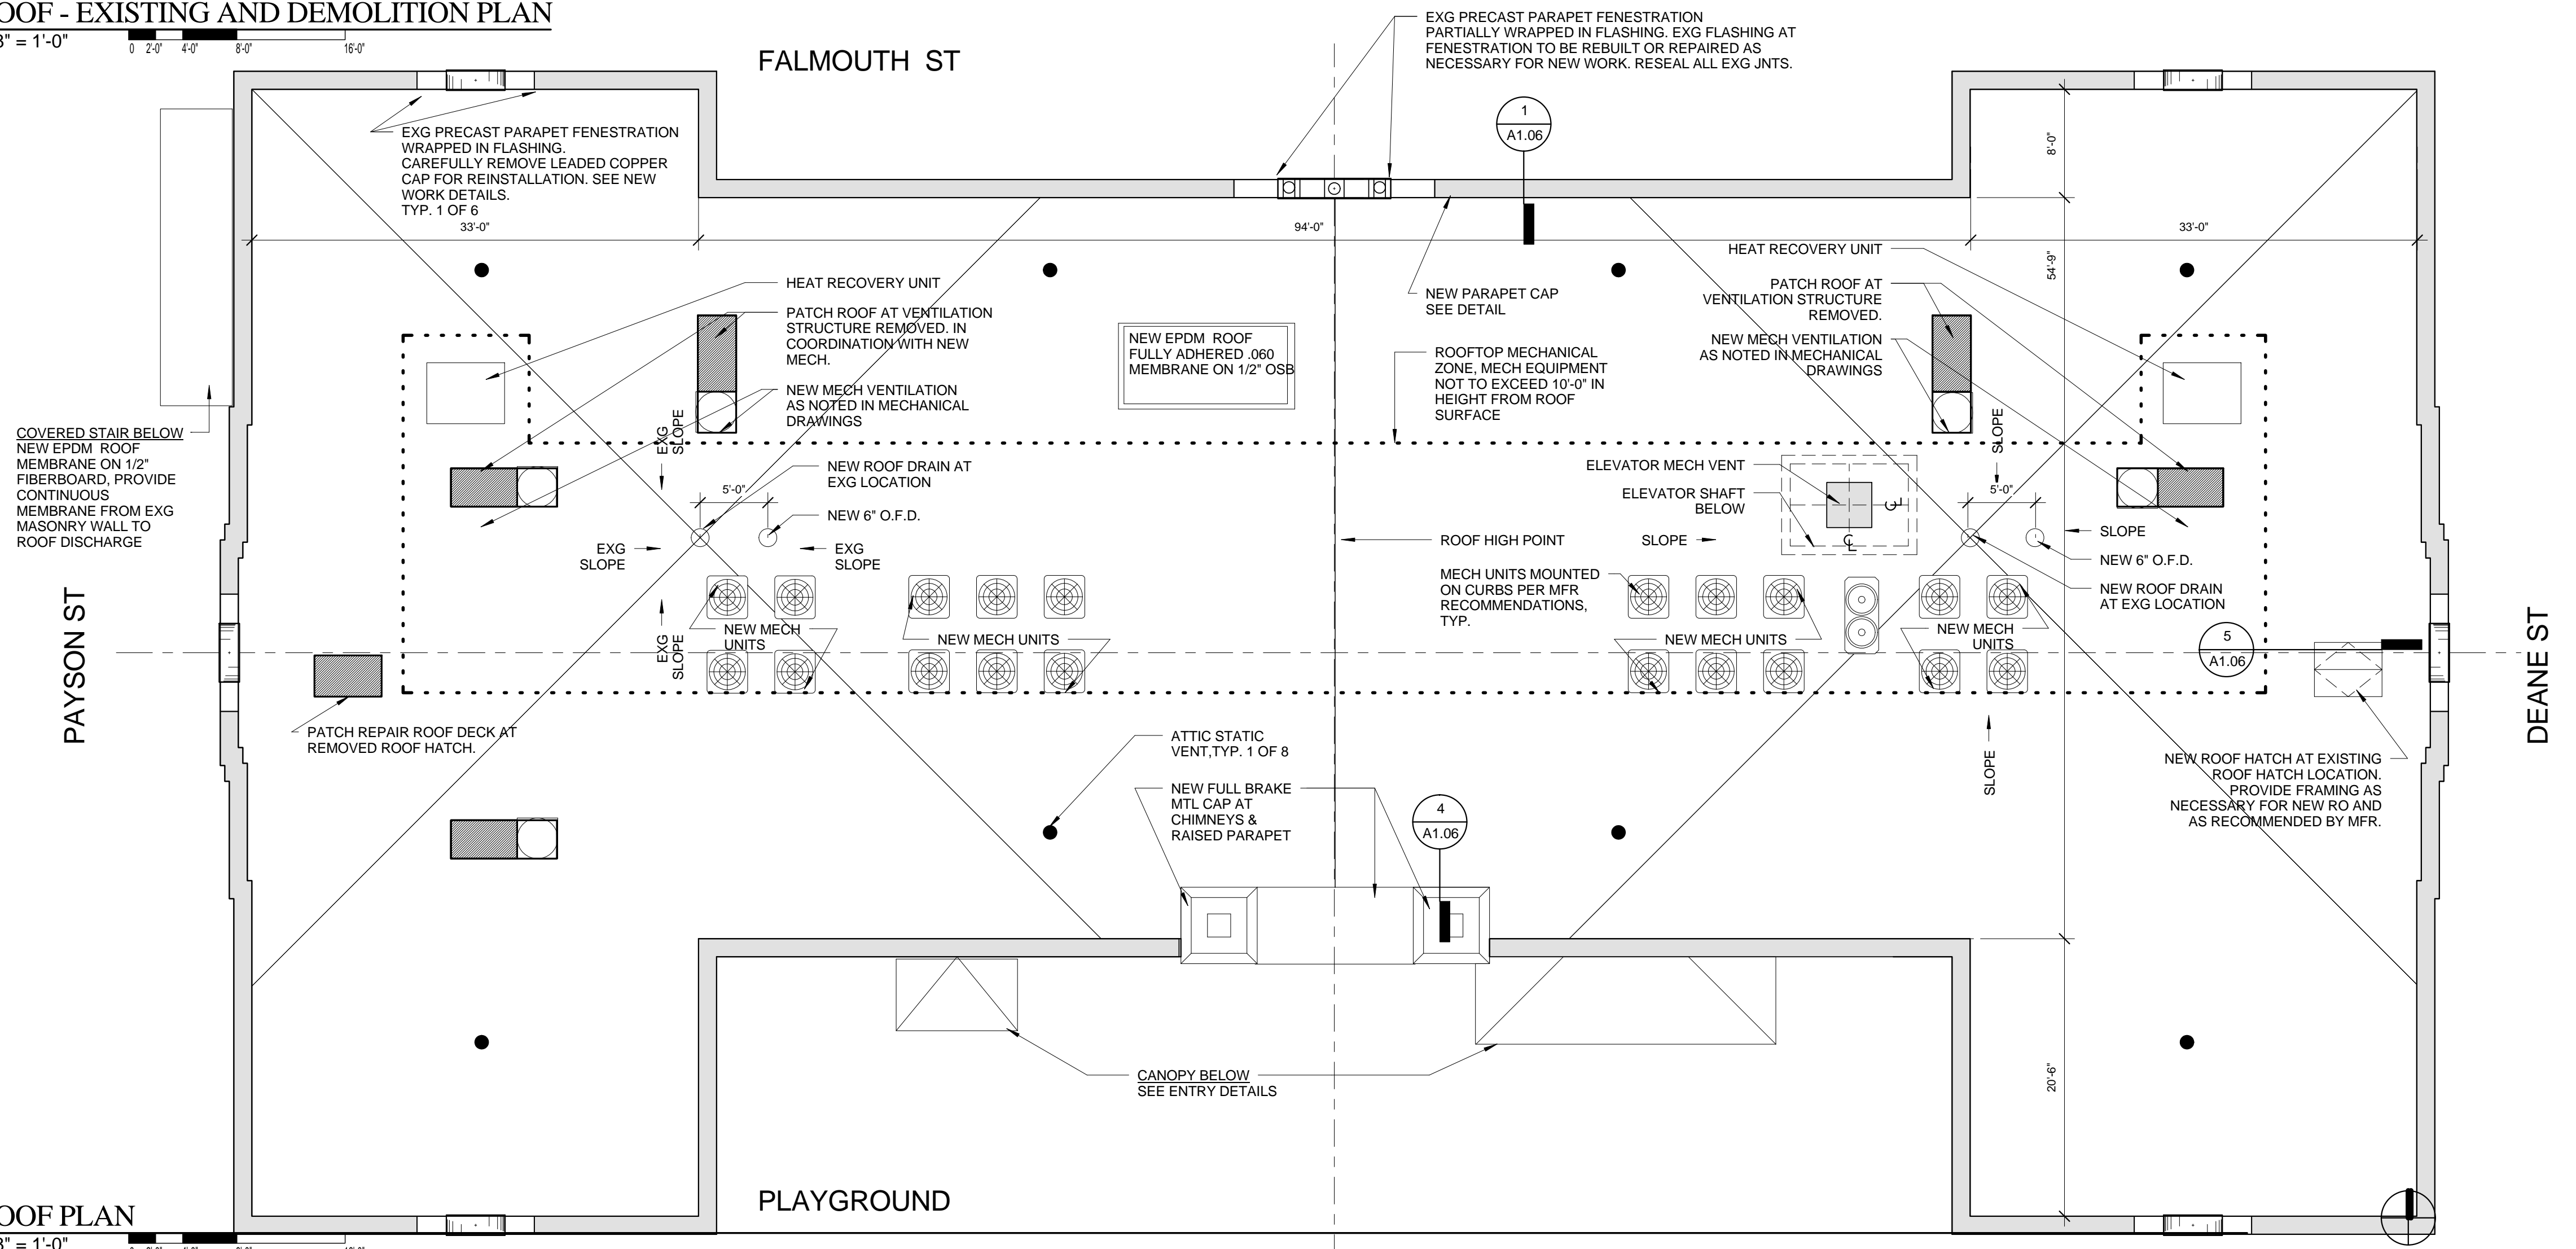 OOF - EXISTING AND DEMOLITION PLAN
8" = 1'-0"
0 2'-0" 4'-0" 8'-0" 16'-0"
FALMOUTH ST
EXG PRECAST PARAPET FENESTRATION
PARTIALLY WRAPPED IN FLASHING. EXG FLASHING AT
FENESTRATION TO BE REBUILT OR REPAIRED AS
NECESSARY FOR NEW WORK. RESEAL ALL EXG JNTS.
1
A1.06
EXG PRECAST PARAPET FENESTRATION
WRAPPED IN FLASHING.
CAREFULLY REMOVE LEADED COPPER
CAP FOR REINSTALLATION. SEE NEW
WORK DETAILS.
TYP. 1 OF 6
33'-0"
94'-0"
33'-0"
8'-0"
54'-9"
HEAT RECOVERY UNIT
PATCH ROOF AT VENTILATION
STRUCTURE REMOVED. IN
COORDINATION WITH NEW
MECH.
NEW MECH VENTILATION
AS NOTED IN MECHANICAL
DRAWINGS
NEW EPDM ROOF
FULLY ADHERED .060
MEMBRANE ON 1/2" OSB
NEW PARAPET CAP
SEE DETAIL
ROOFTOP MECHANICAL
ZONE, MECH EQUIPMENT
NOT TO EXCEED 10'-0" IN
HEIGHT FROM ROOF
SURFACE
HEAT RECOVERY UNIT
PATCH ROOF AT
VENTILATION STRUCTURE
REMOVED.
NEW MECH VENTILATION
AS NOTED IN MECHANICAL
DRAWINGS
COVERED STAIR BELOW
NEW EPDM ROOF
MEMBRANE ON 1/2"
FIBERBOARD, PROVIDE
CONTINUOUS
MEMBRANE FROM EXG
MASONRY WALL TO
ROOF DISCHARGE
EXG
SLOPE
NEW ROOF DRAIN AT
EXG LOCATION
5'-0"
NEW 6" O.F.D.
EXG
SLOPE
EXG
SLOPE
EXG
SLOPE
ELEVATOR MECH VENT
ELEVATOR SHAFT
BELOW
CL
CL
ROOF HIGH POINT
SLOPE
SLOPE
5'-0"
SLOPE
NEW 6" O.F.D.
NEW ROOF DRAIN
AT EXG LOCATION
MECH UNITS MOUNTED
ON CURBS PER MFR
RECOMMENDATIONS,
TYP.
NEW MECH
UNITS
NEW MECH UNITS
NEW MECH UNITS
NEW MECH
UNITS
5
A1.06
PAYSON ST
DEANE ST
PATCH REPAIR ROOF DECK AT
REMOVED ROOF HATCH.
ATTIC STATIC
VENT,TYP. 1 OF 8
NEW FULL BRAKE
MTL CAP AT
CHIMNEYS &
RAISED PARAPET
4
A1.06
SLOPE
NEW ROOF HATCH AT EXISTING
ROOF HATCH LOCATION.
PROVIDE FRAMING AS
NECESSARY FOR NEW RO AND
AS RECOMMENDED BY MFR.
CANOPY BELOW
SEE ENTRY DETAILS
20'-6"
PLAYGROUND
OOF PLAN
8" = 1'-0"